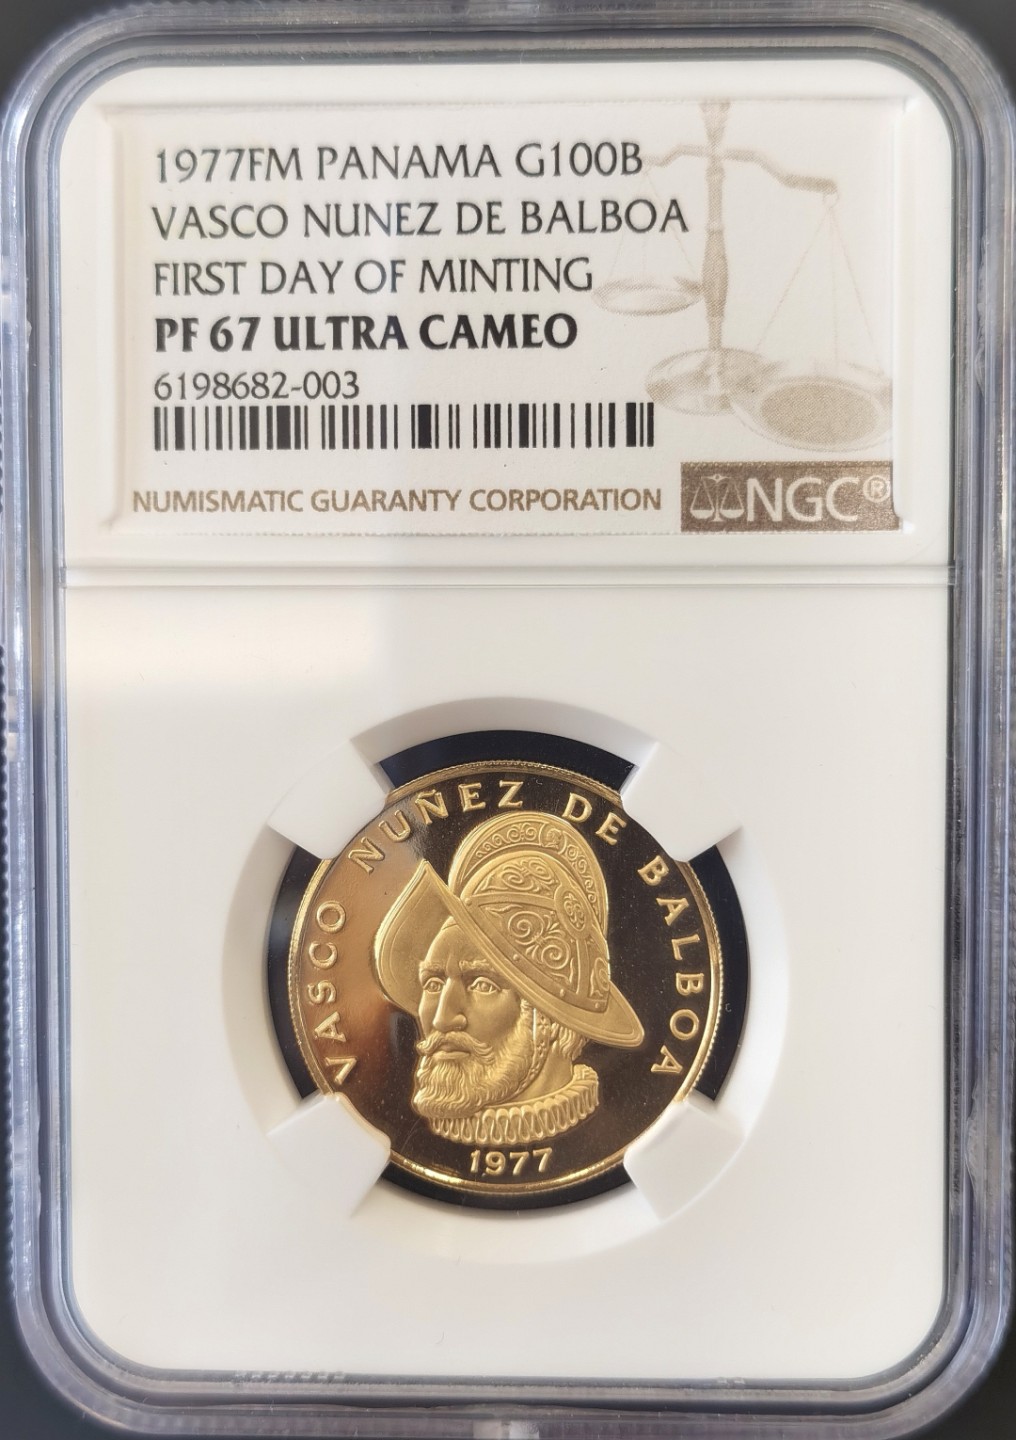 1977FM PANAMA G100B
VASCO NUNEZ DE BALBOA
FIRST DAY OF MINTING
PF 67 ULTRA CAMEO
6198682-003
NUMISMATIC GUARANTY CORPORATION
NGC®
VASCO NUÑEZ DE BALBOA
1977